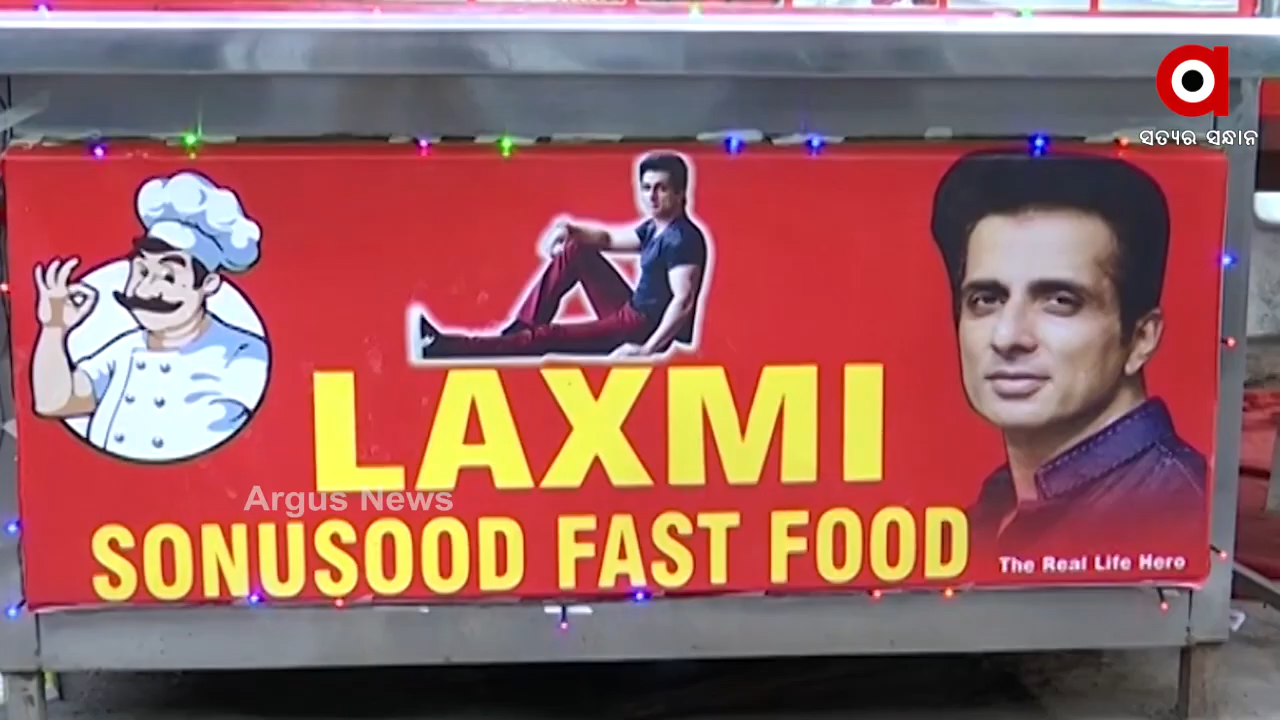 ସତ୍ୟର ସନ୍ଧାନ
LAXMI
Argus News
SONUSOOD FAST FOOD
The Real Life Hero